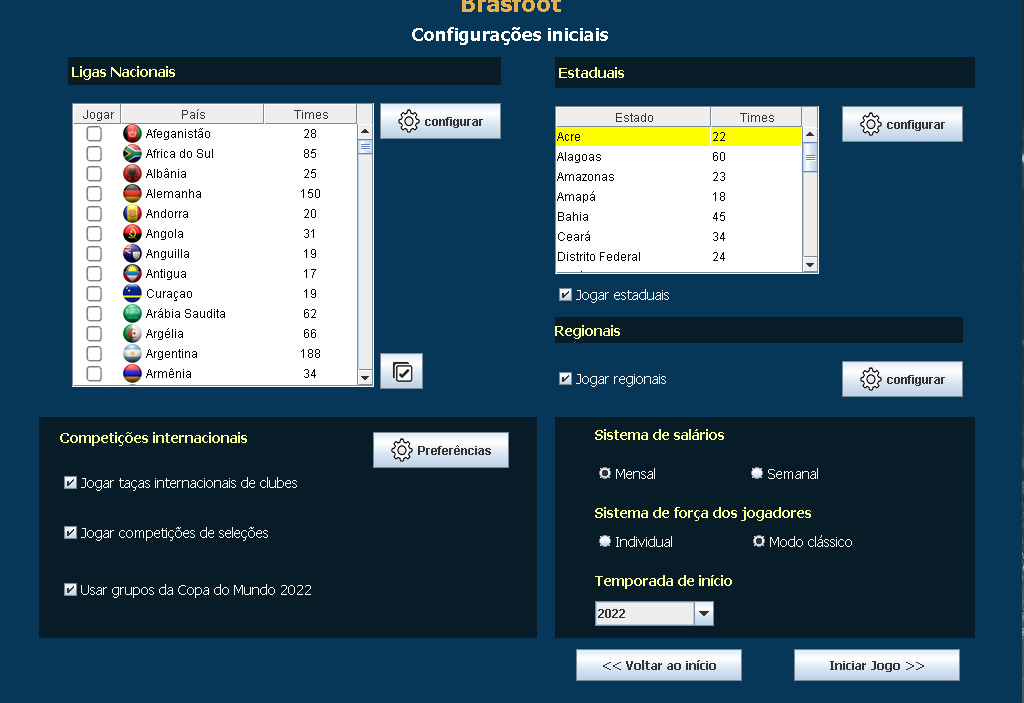 Brasfoot
Configurações iniciais
Ligas Nacionais
Jogar País Times
Afeganistão 28
Africa do Sul 85
Albânia 25
Alemanha 150
Andorra 20
Angola 31
Anguilla 19
Antigua 17
Curaçao 19
Arábia Saudita 62
Argélia 66
Argentina 188
Armênia 34
configurar
Estaduais
Estado Times
Acre 22
Alagoas 60
Amazonas 23
Amapá 18
Bahia 45
Ceará 34
Distrito Federal 24
configurar
Jogar estaduais
Regionais
Jogar regionais
configurar
Competições internacionais
Preferências
Jogar taças internacionais de clubes
Jogar competições de seleções
Usar grupos da Copa do Mundo 2022
Sistema de salários
Mensal Semanal
Sistema de força dos jogadores
Individual Modo clássico
Temporada de início
2022
<< Voltar ao início
Iniciar Jogo >>